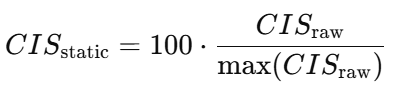 CIS_static = 100 · CIS_raw / max(CIS_raw)